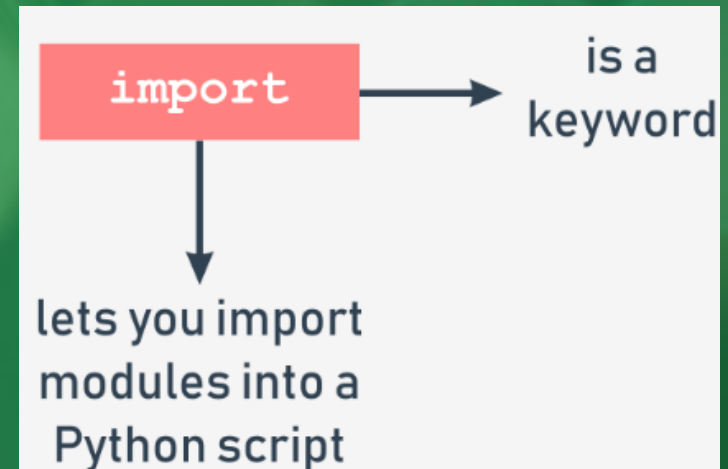 import
is a
keyword
lets you import
modules into a
Python script